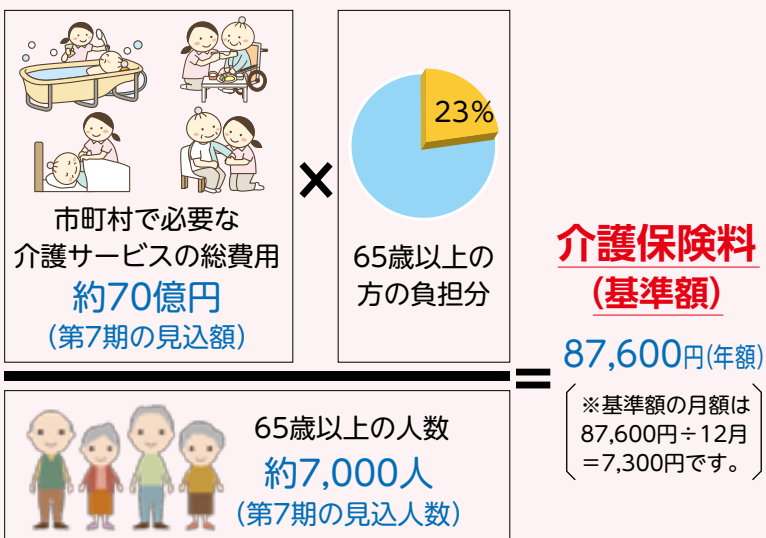 市町村で必要な
介護サービスの総費用
約70億円
(第7期の見込額)
×
23%
65歳以上の
方の負担分
65歳以上の人数
約7,000人
(第7期の見込人数)
=
介護保険料
(基準額)
87,600円(年額)
※基準額の月額は
87,600円÷12月
=7,300円です。